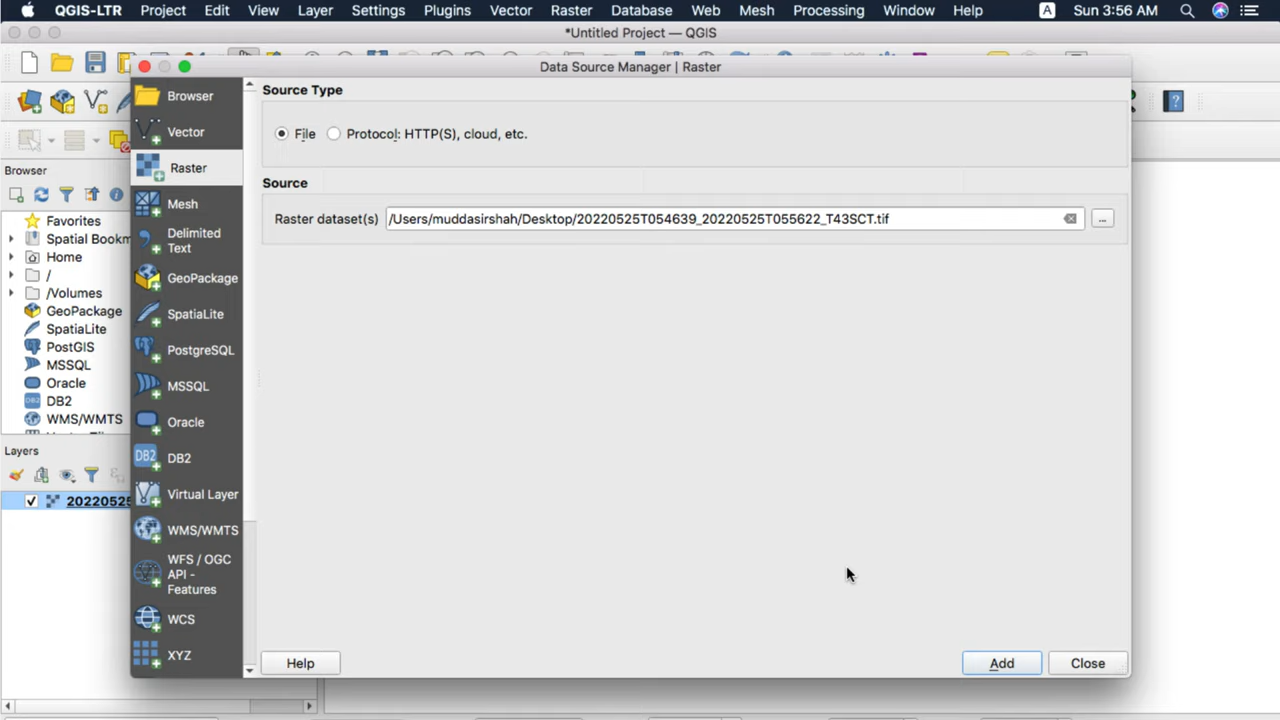 QGIS-LTR Project Edit View Layer Settings Plugins Vector Raster Database Web Mesh Processing Window Help A Sun 3:56 AM
*Untitled Project — QGIS
Data Source Manager | Raster
Browser
Favorites
Spatial Bookm
Home
/
/Volumes
GeoPackage
SpatiaLite
PostGIS
MSSQL
Oracle
DB2
WMS/WMTS
Layers
20220525
Browser
Vector
Raster
Mesh
Delimited
Text
GeoPackage
SpatiaLite
PostgreSQL
MSSQL
Oracle
DB2
DB2
Virtual Layer
WMS/WMTS
WFS / OGC
API -
Features
WCS
XYZ
Source Type
File Protocol: HTTP(S), cloud, etc.
Source
Raster dataset(s) /Users/muddasirshah/Desktop/20220525T054639_20220525T055622_T43SCT.tif ...
Help Add Close